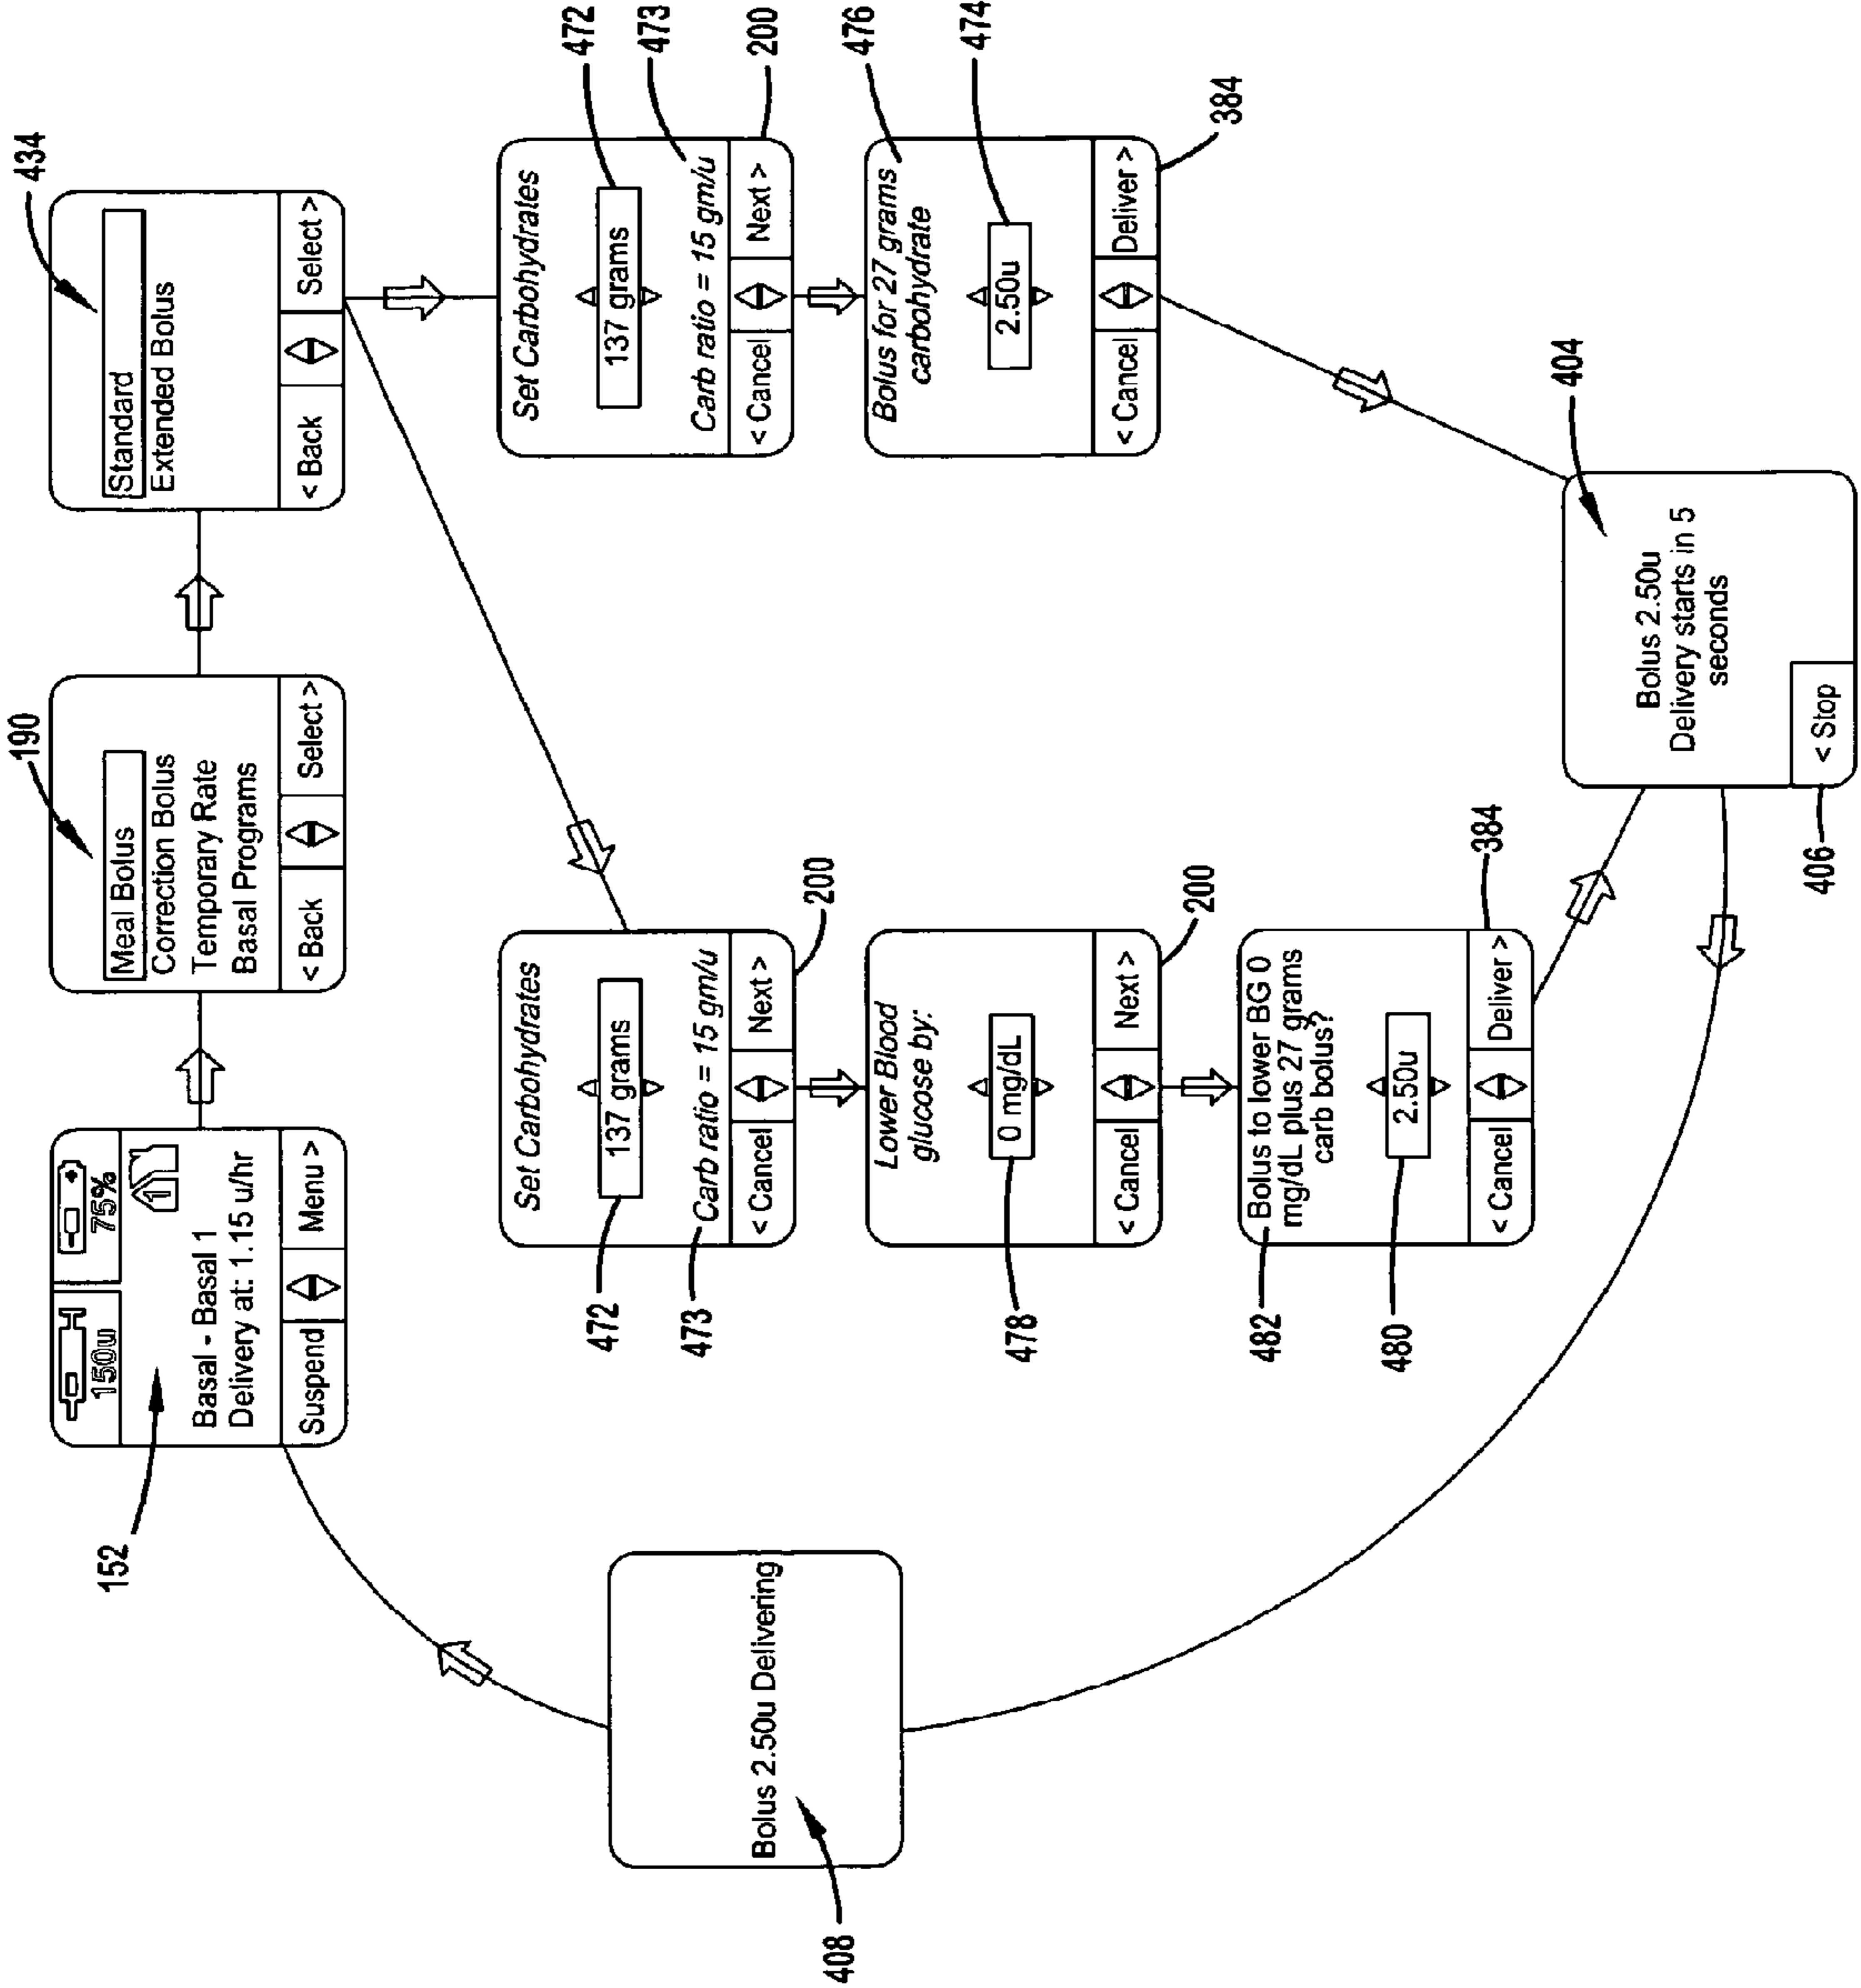 152
150u
75%
1
Basal - Basal 1
Delivery at: 1.15 u/hr
Suspend
Menu >
190
Meal Bolus
Correction Bolus
Temporary Rate
Basal Programs
< Back
Select >
434
Standard
Extended Bolus
< Back
Select >
Set Carbohydrates
472
137 grams
473
Carb ratio = 15 gm/u
< Cancel
Next >
200
Set Carbohydrates
137 grams
472
Carb ratio = 15 gm/u
473
< Cancel
Next >
200
Lower Blood
glucose by:
478
0 mg/dL
< Cancel
Next >
200
Bolus for 27 grams
carbohydrate
476
2.50u
474
< Cancel
Deliver >
384
482
Bolus to lower BG 0
mg/dL plus 27 grams
carb bolus?
480
2.50u
< Cancel
Deliver >
384
408
Bolus 2.50u Delivering
404
Bolus 2.50u
Delivery starts in 5
seconds
406
< Stop